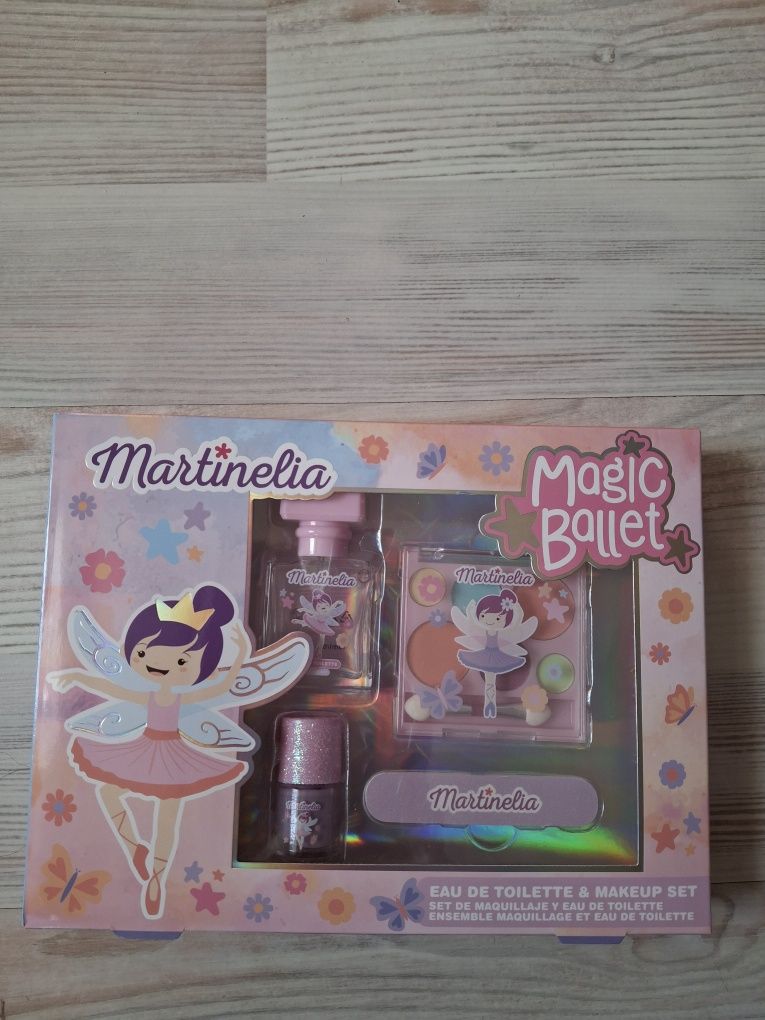 Martinelia
Magic
Ballet
Martinelia
Martinelia
Martinelia
Martinelia
EAU DE TOILETTE & MAKEUP SET
SET DE MAQUILLAJE Y EAU DE TOILETTE
ENSEMBLE MAQUILLAGE ET EAU DE TOILETTE